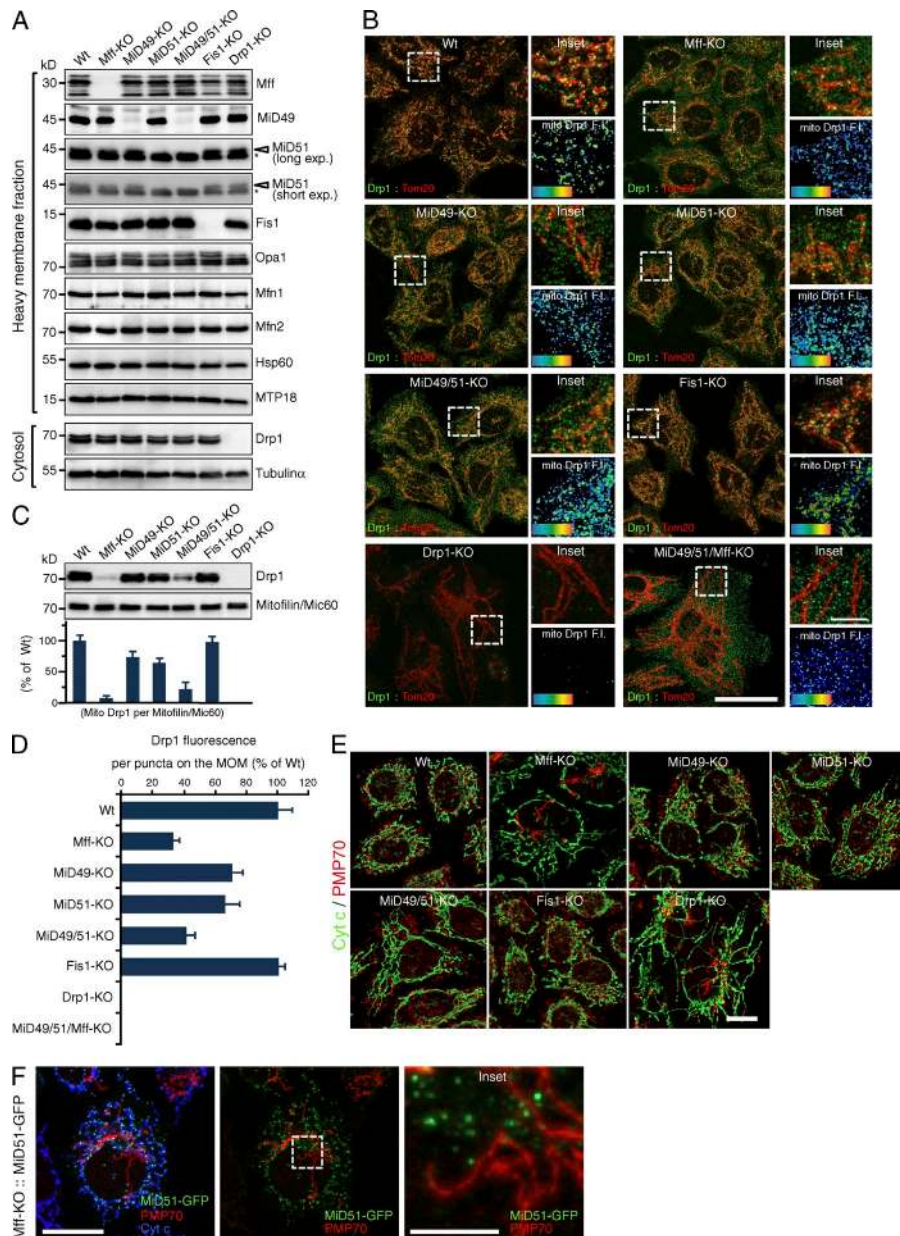 A
Wt Mff-KO MiD49-KO MiD51-KO MiD49/51-KO Fis1-KO Drp1-KO
kD
Heavy membrane fraction
30 Mff
45 MiD49
45 MiD51 (long exp.)
*
45 MiD51 (short exp.)
*
15 Fis1
70 Opa1
70 Mfn1
70 Mfn2
55 Hsp60
15 MTP18
Cytosol
70 Drp1
55 Tubulinα
B
Wt Inset Mff-KO Inset
mito Drp1 F.I. mito Drp1 F.I.
Drp1 : Tom20 Drp1 : Tom20
MiD49-KO Inset MiD51-KO Inset
mito Drp1 F.I. mito Drp1 F.I.
Drp1 : Tom20 Drp1 : Tom20
MiD49/51-KO Inset Fis1-KO Inset
mito Drp1 F.I. mito Drp1 F.I.
Drp1 : Tom20 Drp1 : Tom20
Drp1-KO Inset MiD49/51/Mff-KO Inset
mito Drp1 F.I. mito Drp1 F.I.
Drp1 : Tom20 Drp1 : Tom20
C
Wt Mff-KO MiD49-KO MiD51-KO MiD49/51-KO Fis1-KO Drp1-KO
kD
70 Drp1
70 Mitofilin/Mic60
(% of Wt)
100
50
0
(Mito Drp1 per Mitofilin/Mic60)
D
Drp1 fluorescence
per puncta on the MOM (% of Wt)
0 20 40 60 80 100 120
Wt
Mff-KO
MiD49-KO
MiD51-KO
MiD49/51-KO
Fis1-KO
Drp1-KO
MiD49/51/Mff-KO
E
Cyt c / PMP70
Wt Mff-KO MiD49-KO MiD51-KO
MiD49/51-KO Fis1-KO Drp1-KO
F
Mff-KO :: MiD51-GFP
Inset
MiD51-GFP MiD51-GFP MiD51-GFP
PMP70 PMP70 PMP70
Cyt c